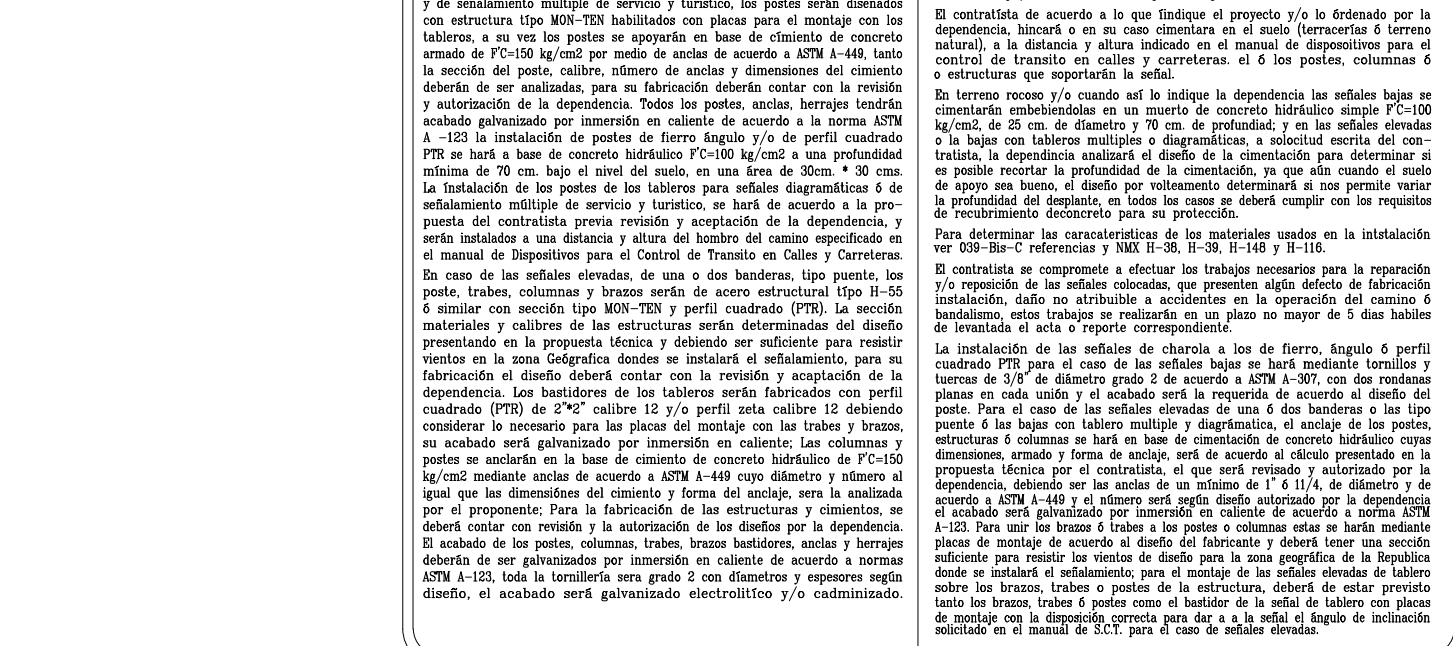 y de señalamiento múltiple de servicio y turístico, los postes serán diseñados
con estructura típo MON-TEN habilitados con placas para el montaje con los
tableros, a su vez los postes se apoyarán en base de címiento de concreto
armado de F'C=150 kg/cm2 por medio de anclas de acuerdo a ASTM A-449, tanto
la sección del poste, calibre, número de anclas y dimensiones del cimiento
deberán de ser analizadas, para su fabricación deberán contar con la revisión
y autorización de la dependencia. Todos los postes, anclas, herrajes tendrán
acabado galvanizado por inmersión en caliente de acuerdo a la norma ASTM
A -123 la instalación de postes de fierro ángulo y/o de perfil cuadrado
PTR se hará a base de concreto hidráulico F'C=100 kg/cm2 a una profundidad
mínima de 70 cm. bajo el nivel del suelo, en una área de 30cm. * 30 cms.
La ínstalación de los postes de los tableros para señales diagramáticas ó de
señalamiento múltiple de servicio y turistico, se hará de acuerdo a la pro-
puesta del contratista previa revisión y aceptación de la dependencia, y
serán instalados a una distancia y altura del hombro del camino especificado en
el manual de Dispositivos para el Control de Transito en Calles y Carreteras.
En caso de las señales elevadas, de una o dos banderas, tipo puente, los
poste, trabes, columnas y brazos serán de acero estructural típo H-55
ó similar con sección tipo MON-TEN y perfil cuadrado (PTR). La sección
materiales y calibres de las estructuras serán determinadas del diseño
presentando en la propuesta técnica y debiendo ser suficiente para resistir
vientos en la zona Geógrafica dondes se instalará el señalamiento, para su
fabricación el diseño deberá contar con la revisión y acaptación de la
dependencia. Los bastidores de los tableros serán fabricados con perfil
cuadrado (PTR) de 2"*2" calibre 12 y/o perfil zeta calibre 12 debiendo
considerar lo necesario para las placas del montaje con las trabes y brazos,
su acabado será galvanizado por inmersión en caliente; Las columnas y
postes se anclarán en la base de cimiento de concreto hidráulico de F'C=150
kg/cm2 mediante anclas de acuerdo a ASTM A-449 cuyo diámetro y número al
igual que las dimensiónes del cimiento y forma del anclaje, sera la analizada
por el proponente; Para la fabricación de las estructuras y cimientos, se
deberá contar con revisión y la autorización de los diseños por la dependencia.
El acabado de los postes, columnas, trabes, brazos bastidores, anclas y herrajes
deberán de ser galvanizados por inmersión en caliente de acuerdo a normas
ASTM A-123, toda la tornillería sera grado 2 con díametros y espesores según
diseño, el acabado será galvanizado electrolitíco y/o cadminizado.
El contratísta de acuerdo a lo que índique el proyecto y/o lo órdenado por la
dependencia, hincará o en su caso cimentara en el suelo (terracerías ó terreno
natural), a la distancia y altura indicado en el manual de disposoitivos para el
control de transito en calles y carreteras. el ó los postes, columnas ó
o estructuras que soportarán la señal.
En terreno rocoso y/o cuando así lo indique la dependencia las señales bajas se
cimentarán embebiendolas en un muerto de concreto hidráulico simple F'C=100
kg/cm2, de 25 cm. de díametro y 70 cm. de profundiad; y en las señales elevadas
o la bajas con tableros multiples o diagramáticas, a solocitud escrita del con-
tratista, la dependincia analizará el diseño de la cimentación para determinar si
es posible recortar la profundidad de la cimentación, ya que aún cuando el suelo
de apoyo sea bueno, el diseño por volteamento determinará si nos permite variar
la profundidad del desplante, en todos los casos se deberá cumplir con los requisitos
de recubrimiento deconcreto para su protección.
Para determinar las caracateristicas de los materiales usados en la intstalación
ver 039-Bis-C referencias y NMX H-38, H-39, H-148 y H-116.
El contratista se compromete a efectuar los trabajos necesarios para la reparación
y/o reposición de las señales colocadas, que presenten algún defecto de fabricación
instalación, daño no atribuible a accidentes en la operación del camino ó
bandalismo, estos trabajos se realizarán en un plazo no mayor de 5 dias habiles
de levantada el acta o reporte correspondiente.
La instalación de las señales de charola a los de fierro, ángulo ó perfil
cuadrado PTR para el caso de las señales bajas se hará mediante tornillos y
tuercas de 3/8" de diámetro grado 2 de acuerdo a ASTM A-307, con dos rondanas
planas en cada unión y el acabado será la requerida de acuerdo al diseño del
poste. Para el caso de las señales elevadas de una ó dos banderas o las tipo
puente ó las bajas con tablero multiple y diagrámatica, el anclaje de los postes,
estructuras ó columnas se hará en base de cimentación de concreto hidráulico cuyas
dimensiones, armado y forma de anclaje, será de acuerdo al cálculo presentado en la
propuesta técnica por el contratista, el que será revisado y autorizado por la
dependencia, debiendo ser las anclas de un mínimo de 1" ó 11/4, de diámetro y de
acuerdo a ASTM A-449 y el número será según diseño autorizado por la dependencia
el acabado será galvanizado por inmersión en caliente de acuerdo a norma ASTM
A-123. Para unir los brazos ó trabes a los postes o columnas estas se harán mediante
placas de montaje de acuerdo al diseño del fabricante y deberá tener una sección
suficiente para resistir los vientos de diseño para la zona geográfica de la Republica
donde se instalará el señalamiento; para el montaje de las señales elevadas de tablero
sobre los brazos, trabes o postes de la estructura, deberá de estar previsto
tanto los brazos, trabes ó postes como el bastidor de la señal de tablero con placas
de montaje con la disposición correcta para dar a a la señal el ángulo de inclinación
solicitado en el manual de S.C.T. para el caso de señales elevadas.